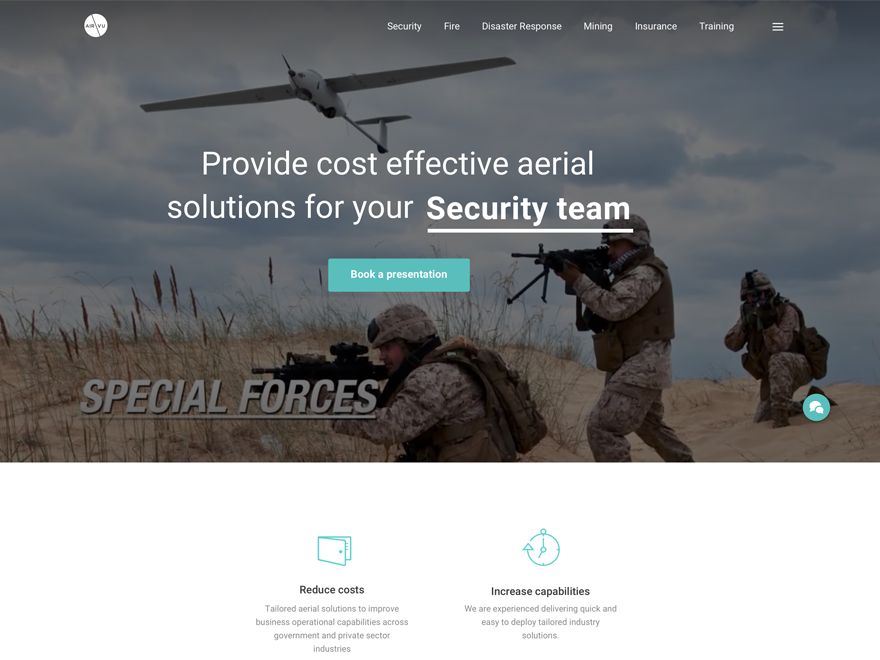 AIR VU
Security Fire Disaster Response Mining Insurance Training
Provide cost effective aerial
solutions for your Security team
Book a presentation
SPECIAL FORCES
Reduce costs
Tailored aerial solutions to improve
business operational capabilities across
government and private sector
industries
Increase capabilities
We are experienced delivering quick and
easy to deploy tailored industry
solutions.